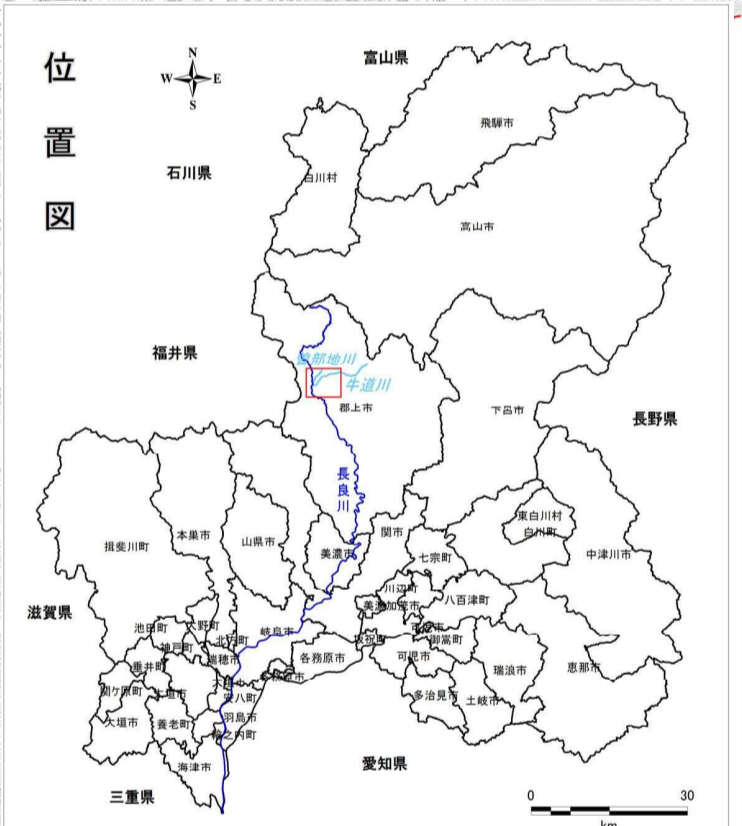 位置図
N
W E
S
富山県
石川県
飛騨市
白川村
高山市
福井県
曽部地川
牛道川
郡上市
下呂市
長野県
長良川
東白川村
白川町
関市
本巣市
山県市
美濃市
揖斐川町
七宗町
中津川市
川辺町
美濃加茂市
八百津町
滋賀県
池田町
大野町
北方町
岐阜市
坂祝町
御嵩町
神戸町
瑞穂市
各務原市
可児市
瑞浪市
恵那市
垂井町
関ケ原町
大垣市
安八町
多治見市
土岐市
大垣市
養老町
羽島市
輪之内町
海津市
愛知県
三重県
0 30
km